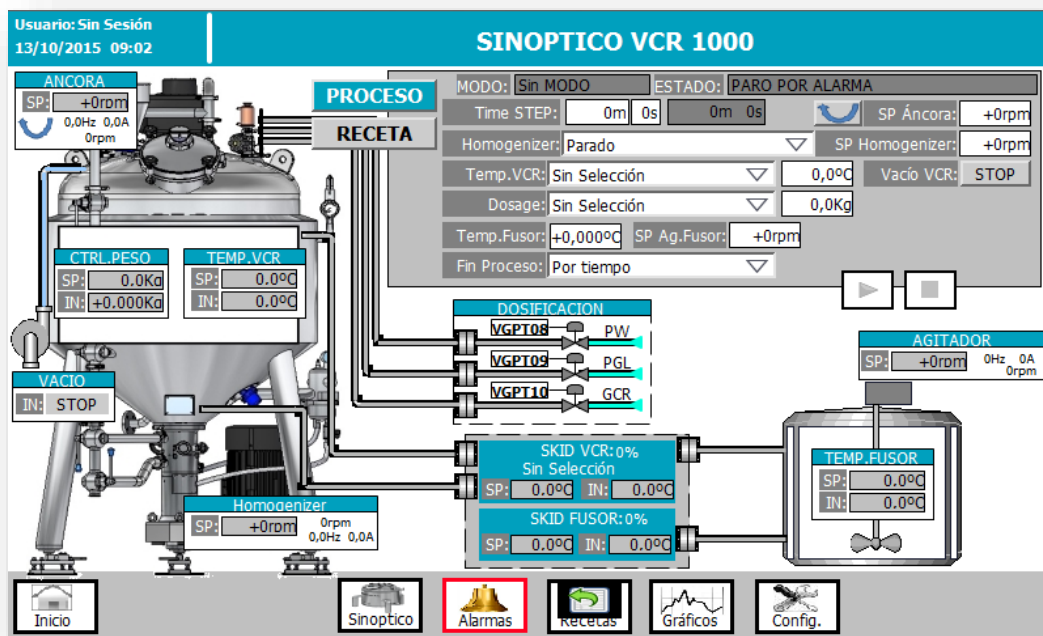 Usuario: Sin Sesión
13/10/2015 09:02
SINOPTICO VCR 1000
ANCORA
SP: +0rpm
0,0Hz 0,0A
0rpm
PROCESO
RECETA
MODO: Sin MODO ESTADO: PARO POR ALARMA
Time STEP: 0m 0s 0m 0s SP Áncora: +0rpm
Homogenizer: Parado SP Homogenizer: +0rpm
Temp.VCR: Sin Selección 0,0ºC Vacío VCR: STOP
Dosage: Sin Selección 0,0Kg
Temp.Fusor: +0,000ºC SP Ag.Fusor: +0rpm
Fin Proceso: Por tiempo
CTRL.PESO
SP: 0.0Kg
IN: +0.000Kg
TEMP.VCR
SP: 0.0ºC
IN: 0.0ºC
DOSIFICACION
VGPT08 PW
VGPT09 PGL
VGPT10 GCR
AGITADOR
SP: +0rpm 0Hz 0A
0rpm
VACIO
IN: STOP
SKID VCR:0%
Sin Selección
SP: 0.0ºC IN: 0.0ºC
SKID FUSOR:0%
SP: 0.0ºC IN: 0.0ºC
TEMP.FUSOR
SP: 0.0ºC
IN: 0.0ºC
Homogenizer
SP: +0rpm 0rpm
0,0Hz 0,0A
Inicio
Sinoptico
Alarmas
Recetas
Gráficos
Config.